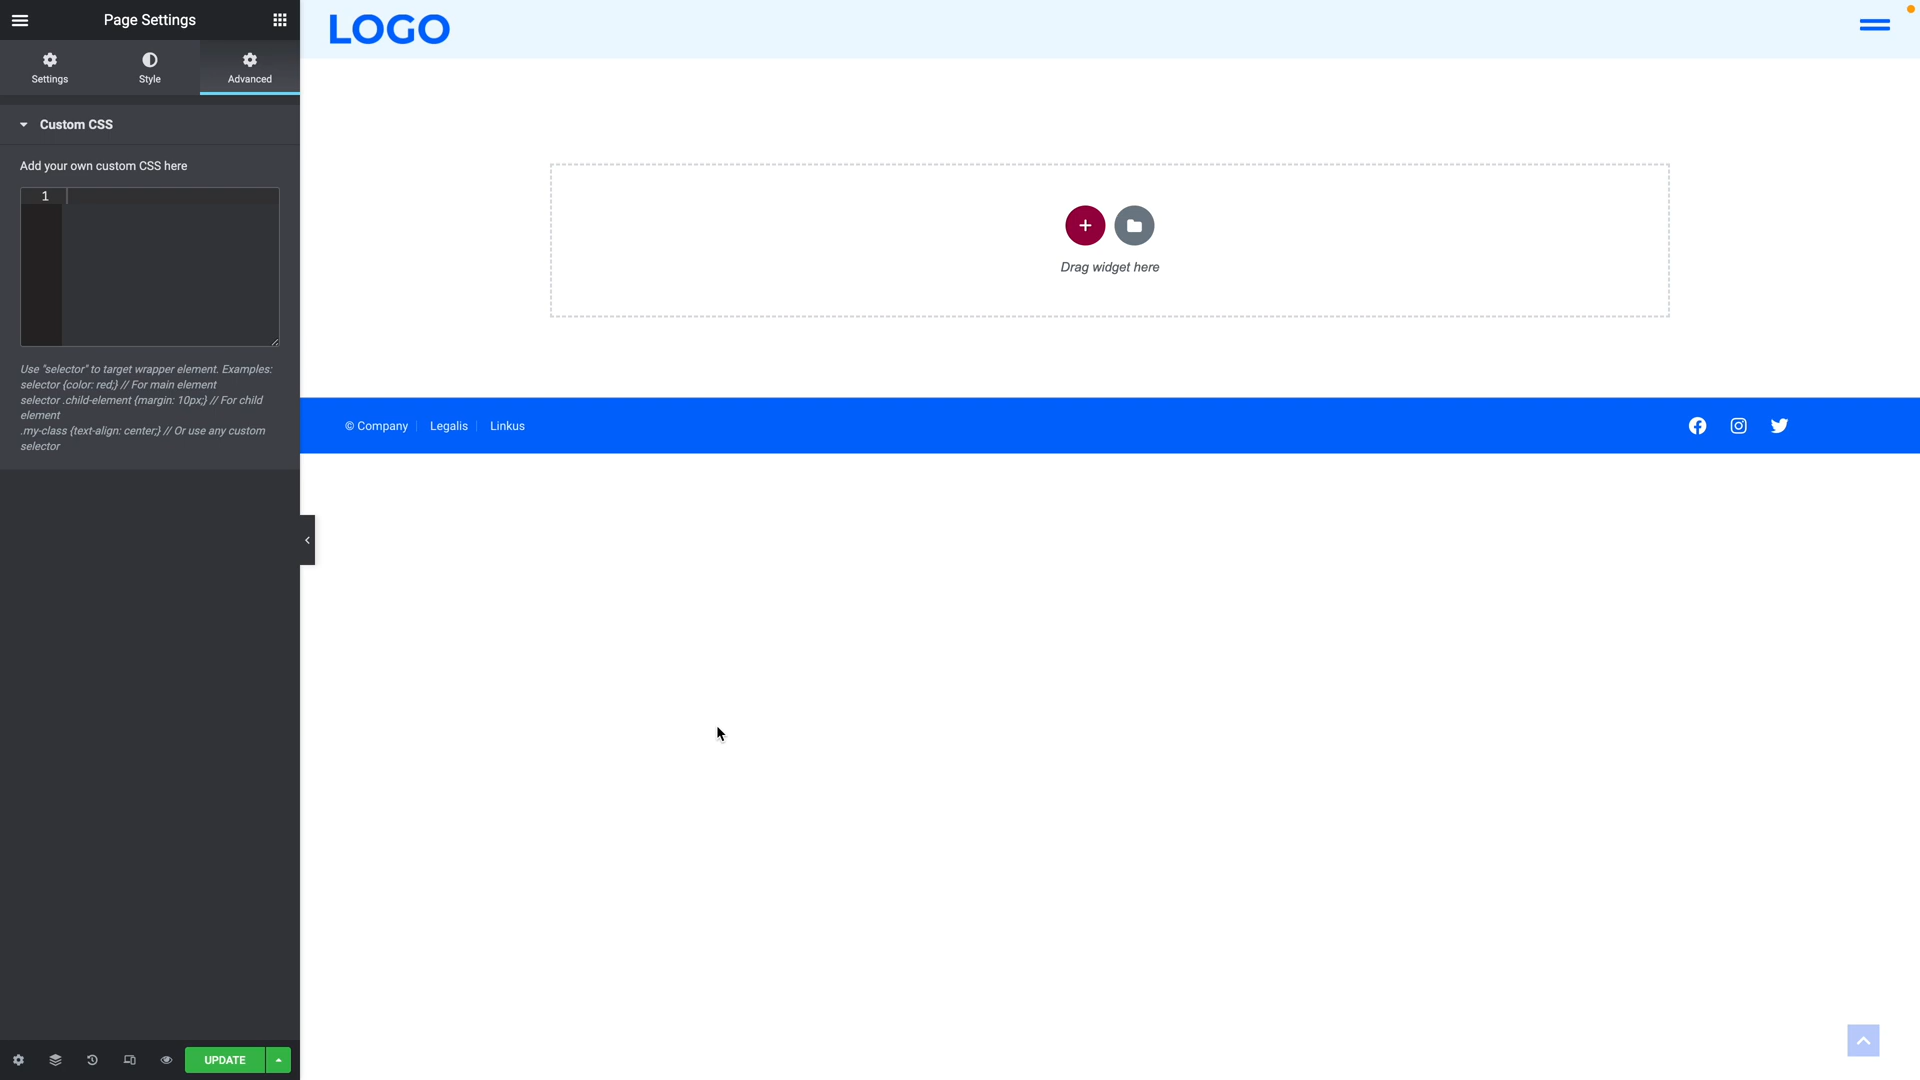 Page Settings
Settings
Style
Advanced
Custom CSS
Add your own custom CSS here
1
Use "selector" to target wrapper element. Examples:
selector {color: red;} // For main element
selector .child-element {margin: 10px;} // For child
element
.my-class {text-align: center;} // Or use any custom
selector
UPDATE
LOGO
Drag widget here
© Company
Legalis
Linkus